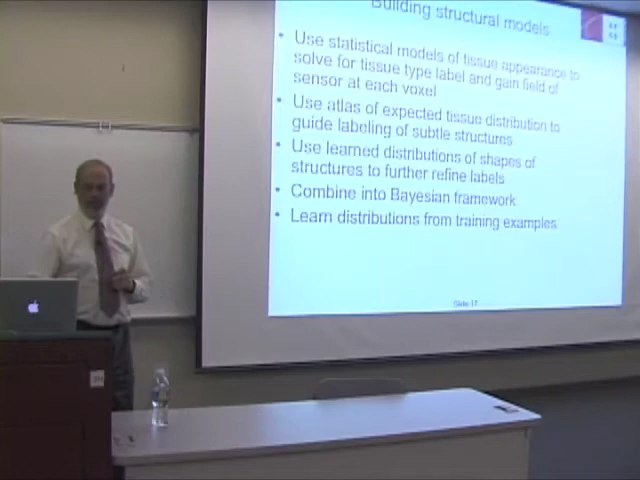 Building structural models
• Use statistical models of tissue appearance to
solve for tissue type label and gain field of
sensor at each voxel
• Use atlas of expected tissue distribution to
guide labeling of subtle structures
• Use learned distributions of shapes of
structures to further refine labels
• Combine into Bayesian framework
• Learn distributions from training examples
Slide 17